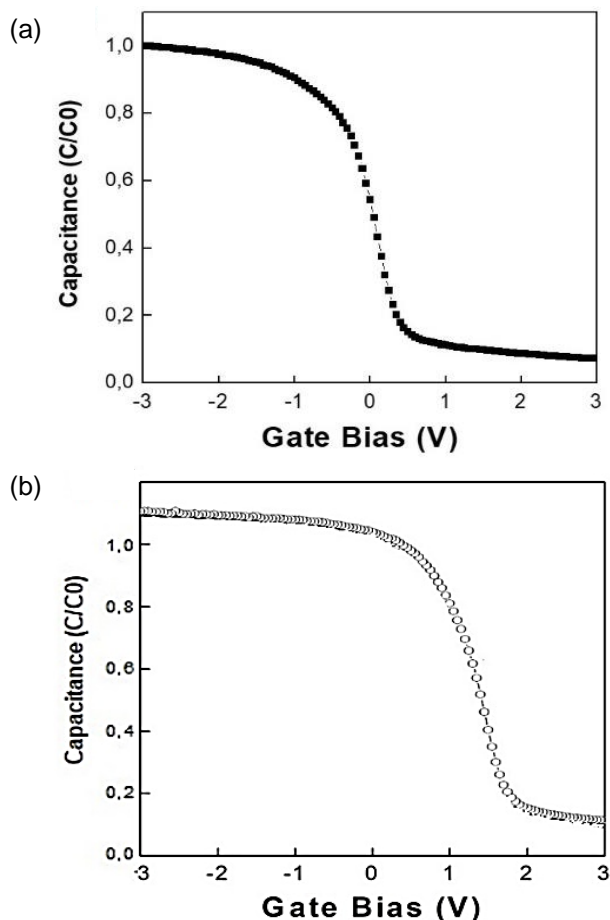 (a)
Capacitance (C/C0)
1,0
0,8
0,6
0,4
0,2
0,0
-3 -2 -1 0 1 2 3
Gate Bias (V)
(b)
Capacitance (C/C0)
1,0
0,8
0,6
0,4
0,2
0,0
-3 -2 -1 0 1 2 3
Gate Bias (V)